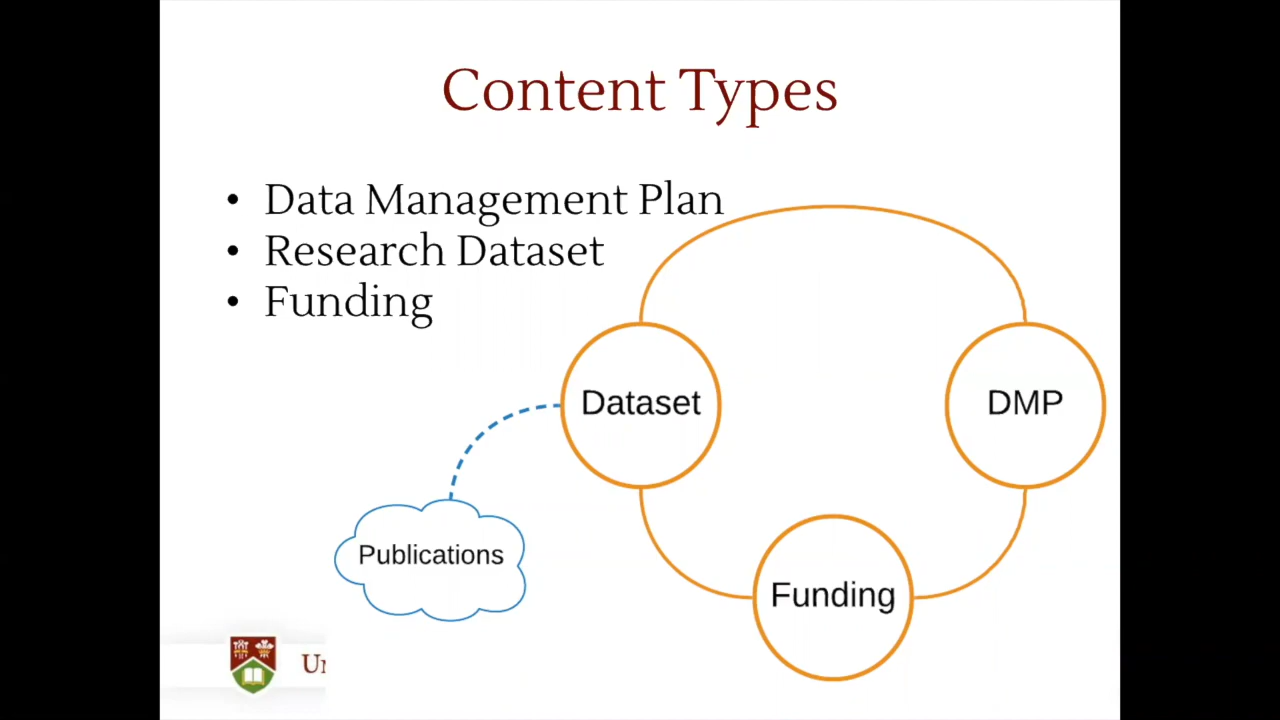 Content Types
• Data Management Plan
• Research Dataset
• Funding
Dataset
DMP
Publications
Funding